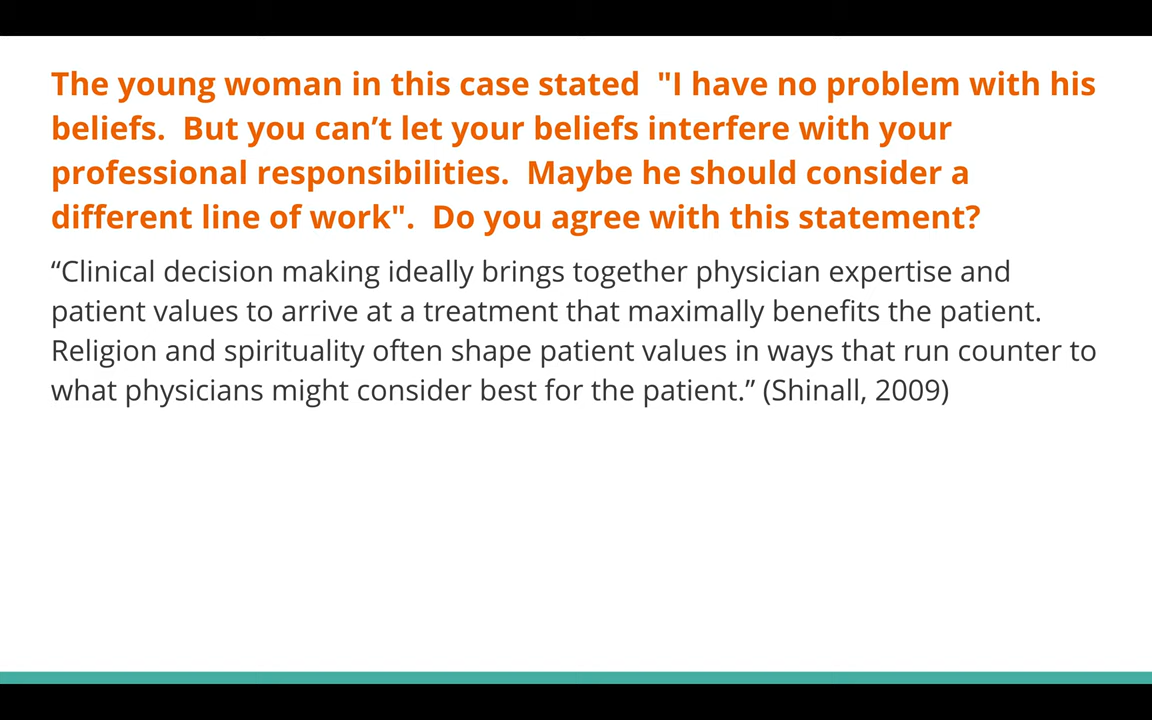 The young woman in this case stated  "I have no problem with his
beliefs.  But you can’t let your beliefs interfere with your
professional responsibilities.  Maybe he should consider a
different line of work".  Do you agree with this statement?
“Clinical decision making ideally brings together physician expertise and
patient values to arrive at a treatment that maximally benefits the patient.
Religion and spirituality often shape patient values in ways that run counter to
what physicians might consider best for the patient.” (Shinall, 2009)